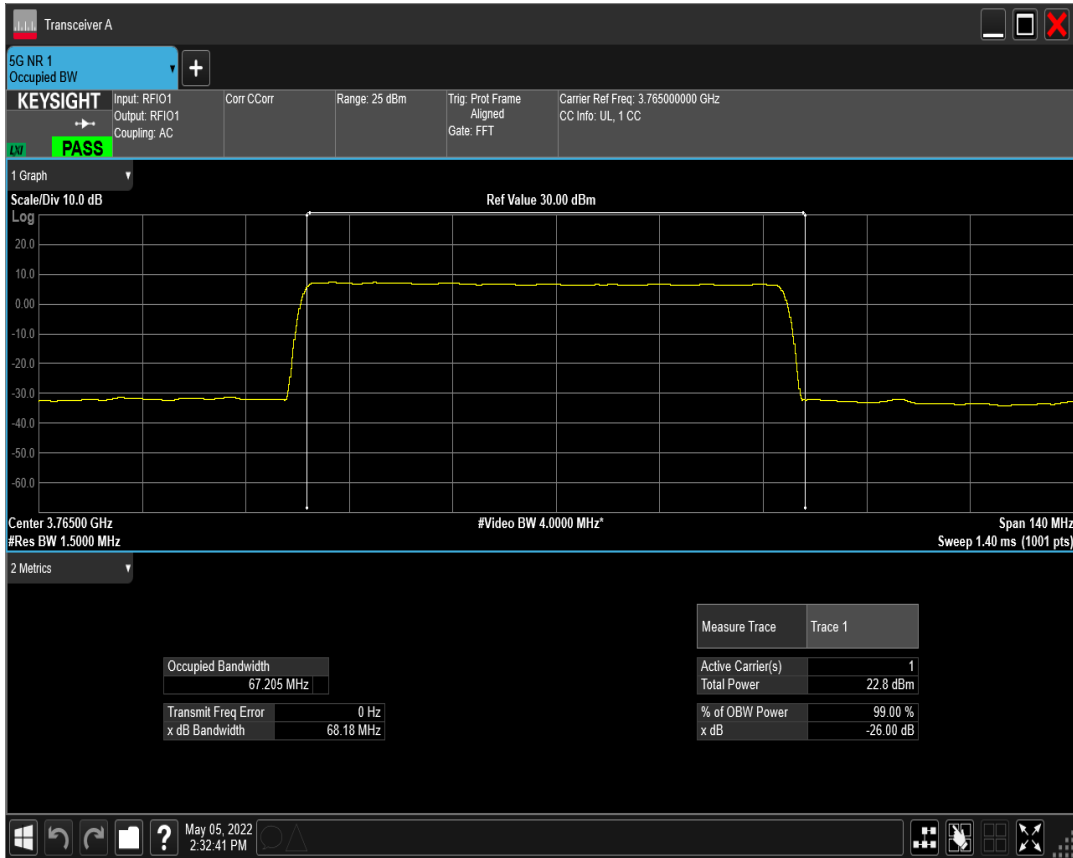 Transceiver A
5G NR 1
Occupied BW
+
KEYSIGHT
LXI
PASS
Input: RFIO1
Output: RFIO1
Coupling: AC
Corr CCorr
Range: 25 dBm
Trig: Prot Frame
Aligned
Gate: FFT
Carrier Ref Freq: 3.765000000 GHz
CC Info: UL, 1 CC
1 Graph
Scale/Div 10.0 dB
Ref Value 30.00 dBm
Log
20.0
10.0
0.00
-10.0
-20.0
-30.0
-40.0
-50.0
-60.0
Center 3.76500 GHz
#Video BW 4.0000 MHz*
Span 140 MHz
#Res BW 1.5000 MHz
Sweep 1.40 ms (1001 pts)
2 Metrics
Measure Trace Trace 1
Occupied Bandwidth
67.205 MHz
Active Carrier(s) 1
Total Power 22.8 dBm
Transmit Freq Error 0 Hz
x dB Bandwidth 68.18 MHz
% of OBW Power 99.00 %
x dB -26.00 dB
?
May 05, 2022
2:32:41 PM